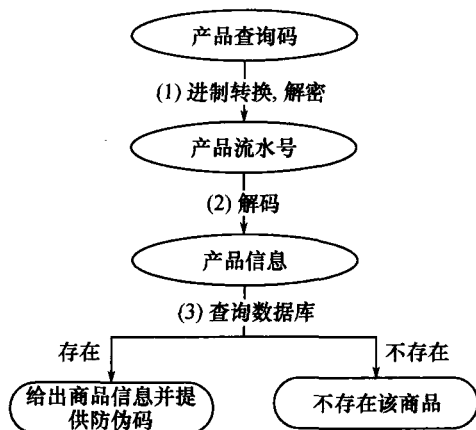 产品查询码
(1) 进制转换, 解密
产品流水号
(2) 解码
产品信息
(3) 查询数据库
存在
不存在
给出商品信息并提
供防伪码
不存在该商品